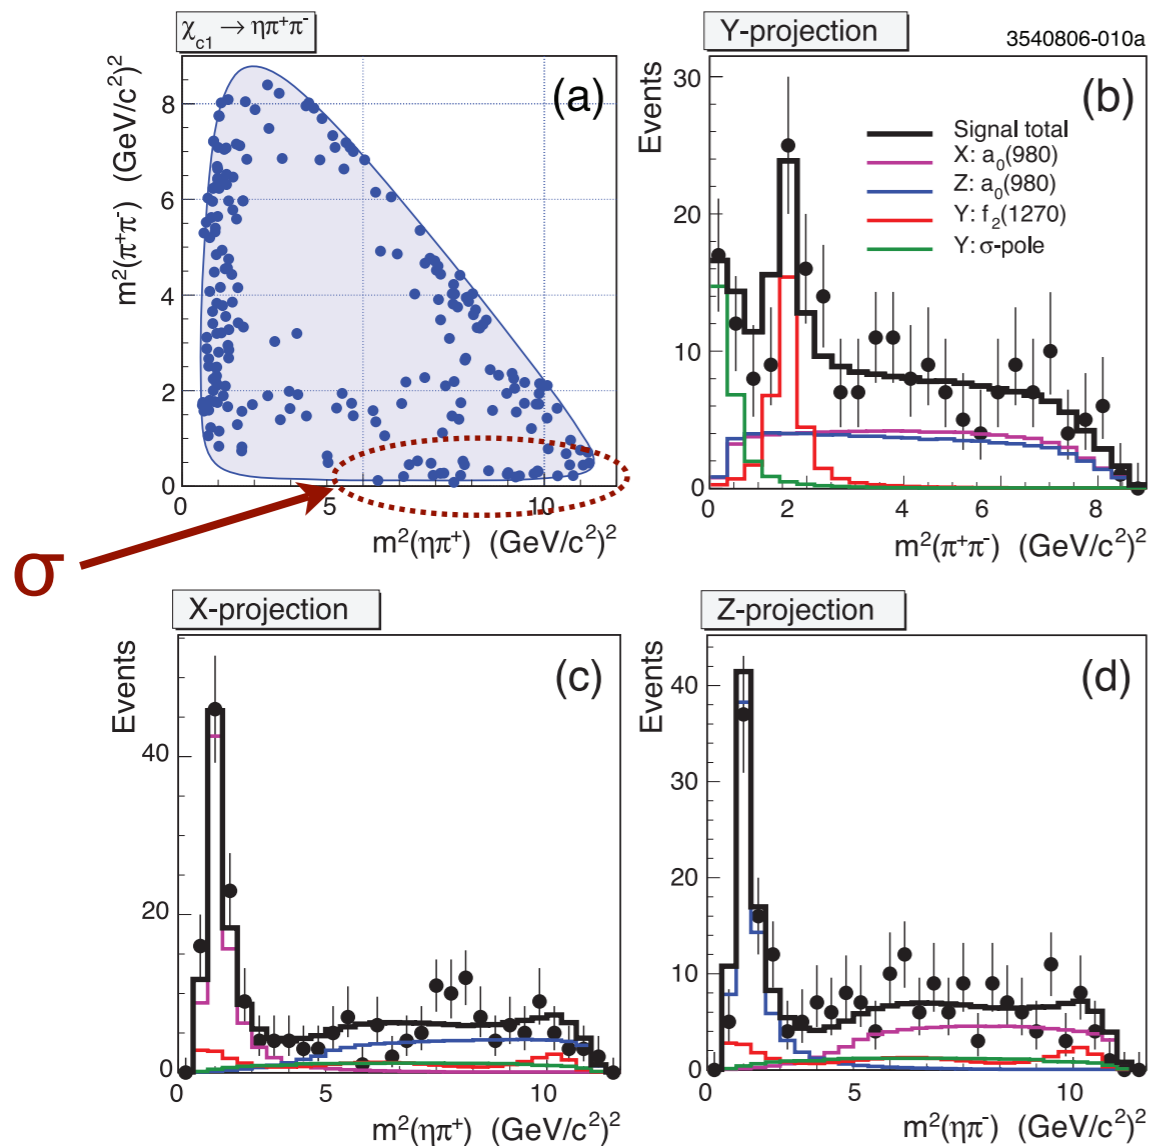 χc1 → ηπ+π-
(a)
m²(π+π-) (GeV/c²)²
8
6
4
2
0
0
5
10
m²(ηπ+) (GeV/c²)²
σ
Y-projection
3540806-010a
(b)
Events
30
20
10
0
Signal total
X: a0(980)
Z: a0(980)
Y: f2(1270)
Y: σ-pole
0
2
4
6
8
m²(π+π-) (GeV/c²)²
X-projection
(c)
Events
40
20
0
0
5
10
m²(ηπ+) (GeV/c²)²
Z-projection
(d)
Events
40
30
20
10
0
0
5
10
m²(ηπ-) (GeV/c²)²